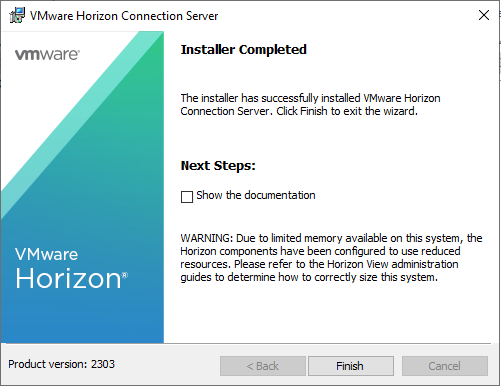 VMware Horizon Connection Server
vmware®
Installer Completed
The installer has successfully installed VMware Horizon
Connection Server. Click Finish to exit the wizard.
Next Steps:
Show the documentation
WARNING: Due to limited memory available on this system, the
Horizon components have been configured to use reduced
resources. Please refer to the Horizon View administration
guides to determine how to correctly size this system.
VMware
Horizon®
Product version: 2303
< Back
Finish
Cancel